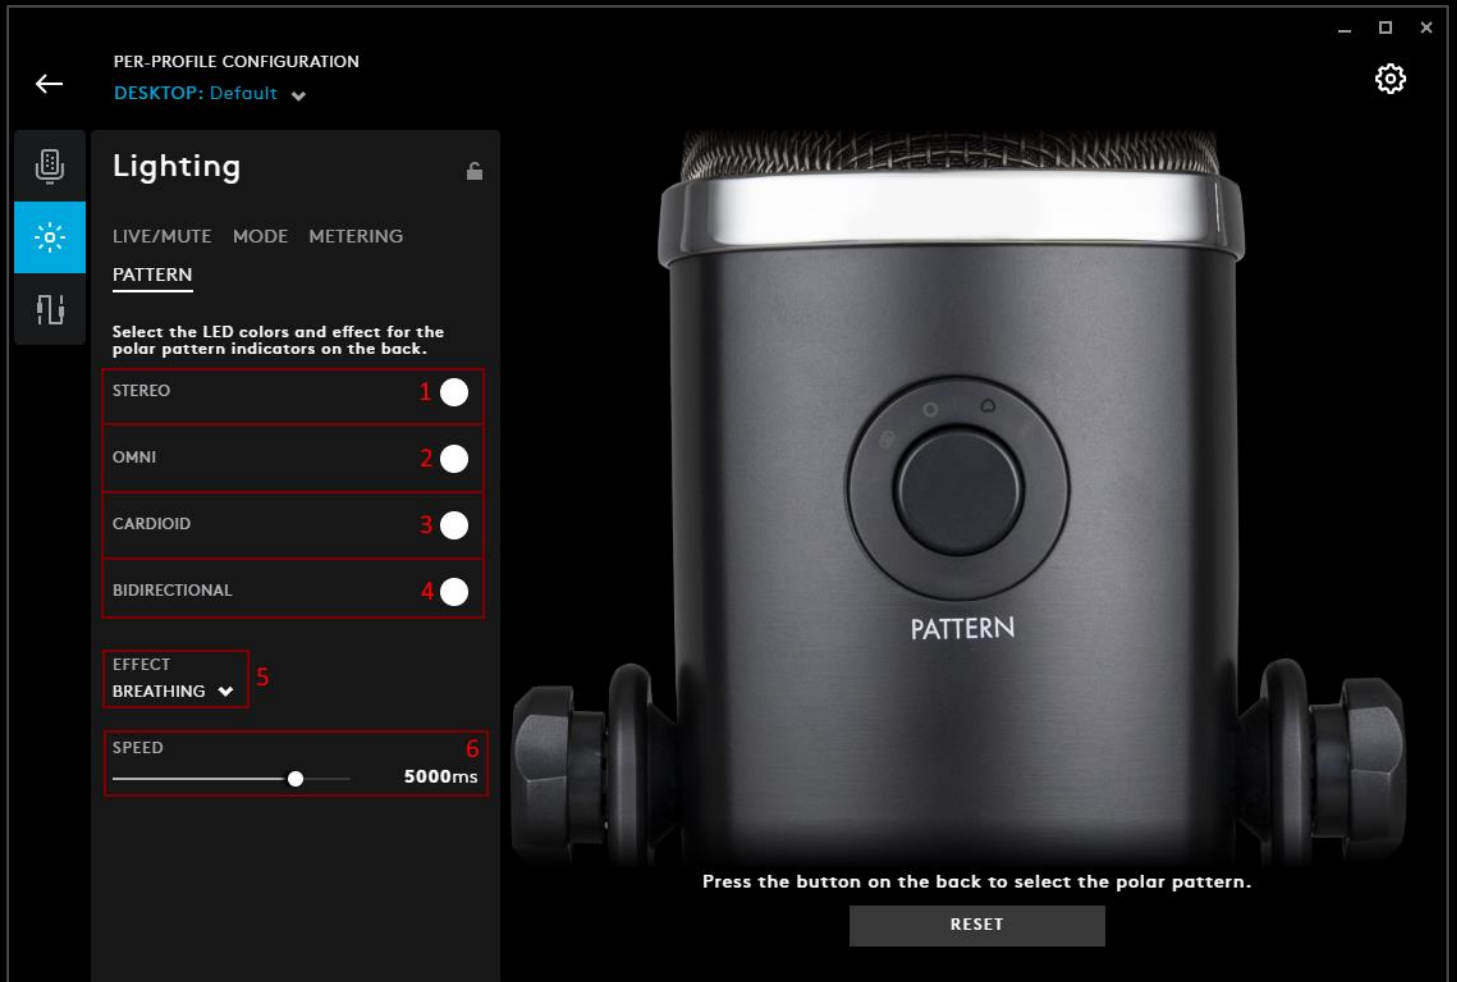 PER-PROFILE CONFIGURATION
DESKTOP: Default
Lighting
LIVE/MUTE MODE METERING
PATTERN
Select the LED colors and effect for the
polar pattern indicators on the back.
STEREO 1
OMNI 2
CARDIOID 3
BIDIRECTIONAL 4
EFFECT
BREATHING
5
SPEED 6
5000ms
PATTERN
Press the button on the back to select the polar pattern.
RESET